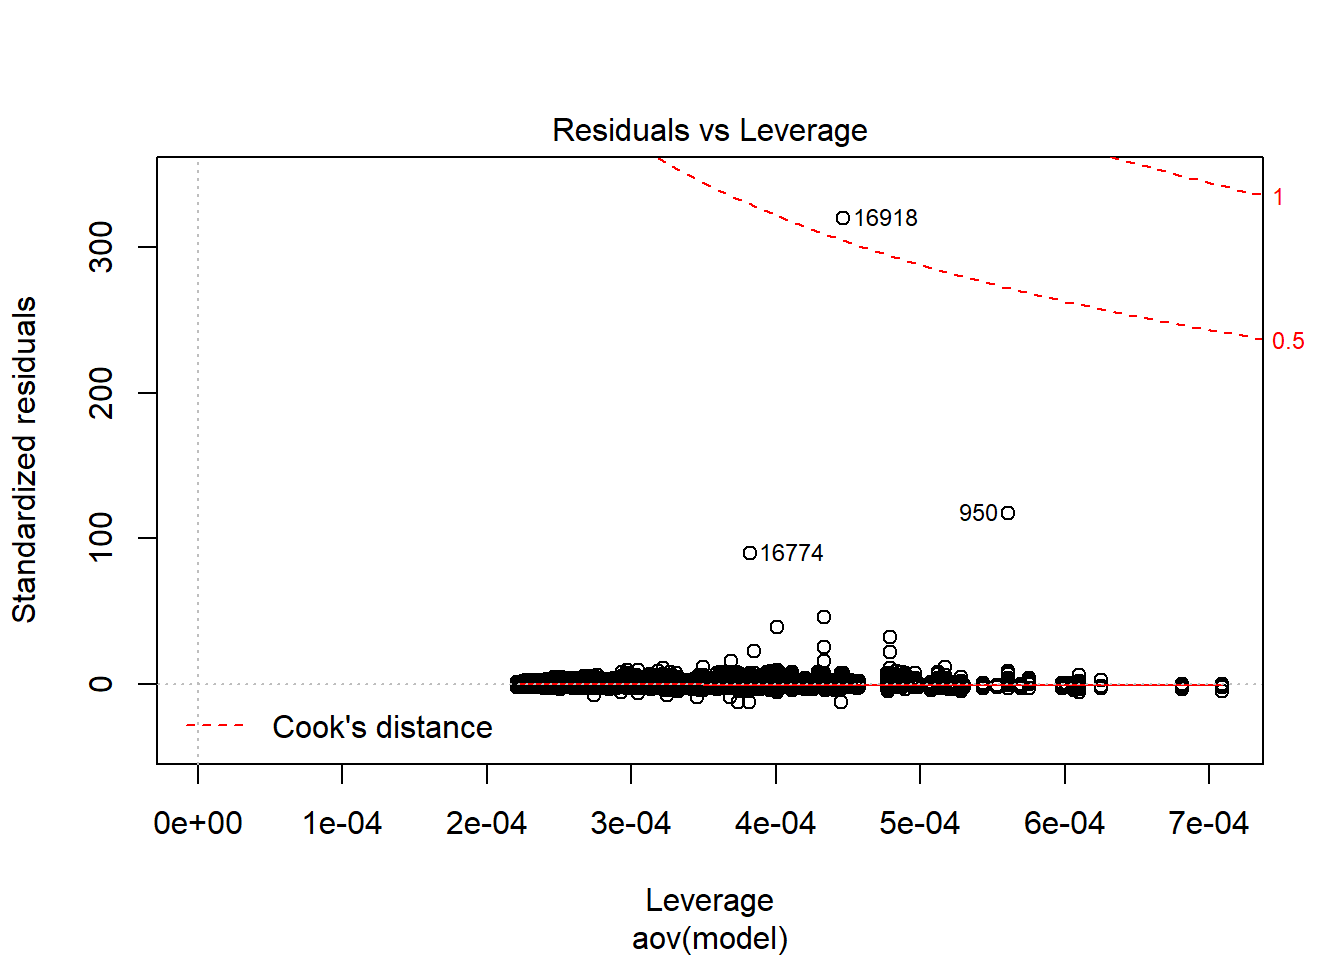 Residuals vs Leverage
Standardized residuals
300
200
100
0
16918
950
16774
1
0.5
Cook's distance
0e+00 1e-04 2e-04 3e-04 4e-04 5e-04 6e-04 7e-04
Leverage
aov(model)